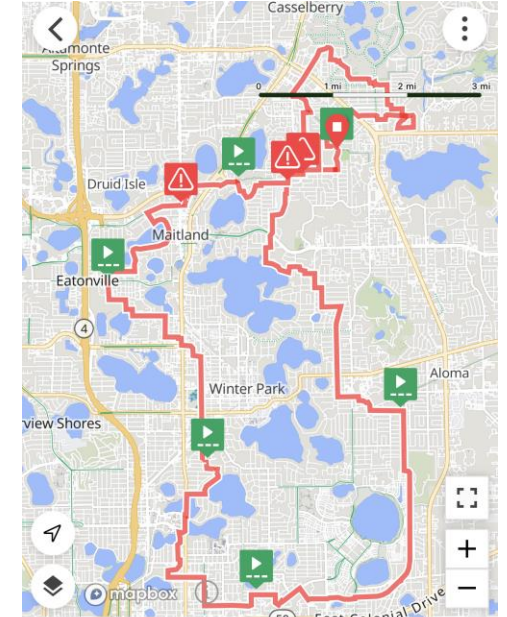 Casselberry
Altamonte
Springs
0
1 mi
2 mi
3 mi
Druid Isle
Maitland
Eatonville
4
Aloma
Winter Park
rview Shores
mapbox
i
50
East Colonial Drive